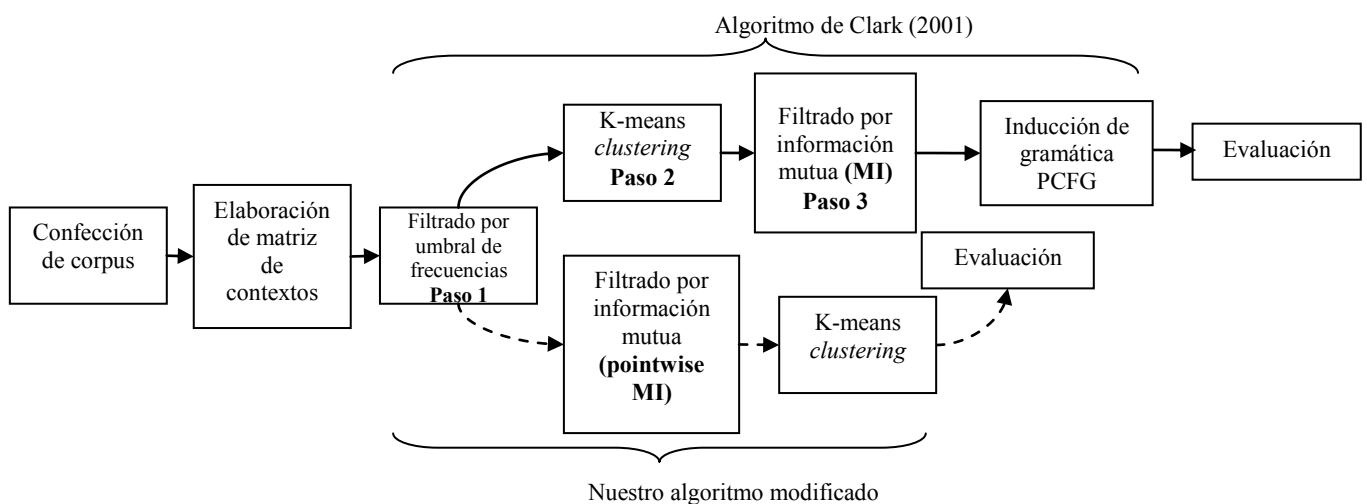 Algoritmo de Clark (2001)
Confección
de corpus
Elaboración
de matriz
de
contextos
Filtrado por
umbral de
frecuencias
Paso 1
K-means
clustering
Paso 2
Filtrado por
información
mutua (MI)
Paso 3
Inducción de
gramática
PCFG
Evaluación
Filtrado por
información
mutua
(pointwise
MI)
K-means
clustering
Evaluación
Nuestro algoritmo modificado